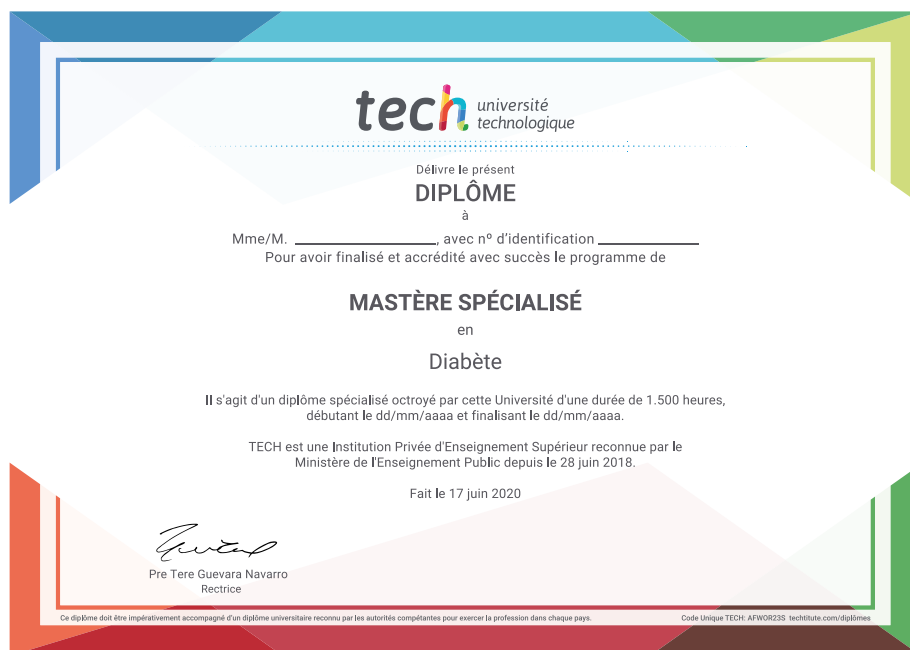 tech université
technologique
Délivre le présent
DIPLÔME
à
Mme/M. ____________________, avec nº d'identification ______________
Pour avoir finalisé et accrédité avec succès le programme de
MASTÈRE SPÉCIALISÉ
en
Diabète
Il s'agit d'un diplôme spécialisé octroyé par cette Université d'une durée de 1.500 heures,
débutant le dd/mm/aaaa et finalisant le dd/mm/aaaa.
TECH est une Institution Privée d'Enseignement Supérieur reconnue par le
Ministère de l'Enseignement Public depuis le 28 juin 2018.
Fait le 17 juin 2020
Pre Tere Guevara Navarro
Rectrice
Ce diplôme doit être impérativement accompagné d'un diplôme universitaire reconnu par les autorités compétantes pour exercer la profession dans chaque pays. Code Unique TECH: AFWOR23S techtitute.com/diplômes